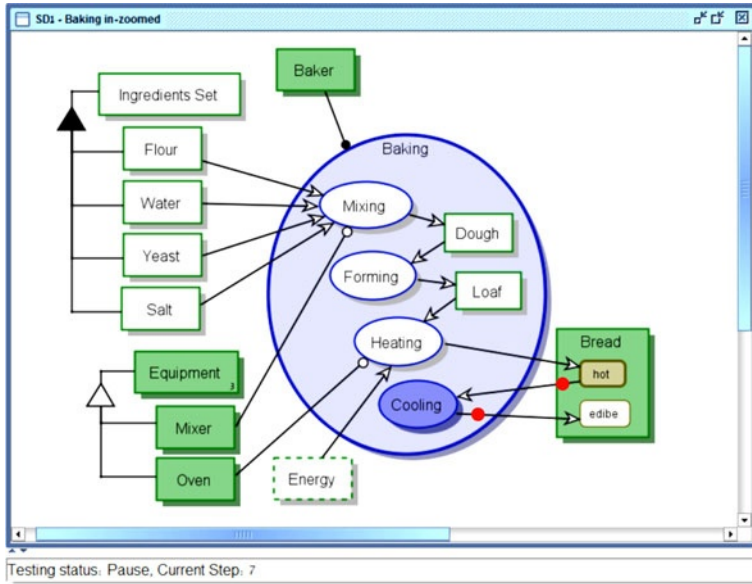 SD1 - Baking in-zoomed
Baker
Ingredients Set
Flour
Water
Yeast
Salt
Baking
Mixing
Dough
Forming
Loaf
Heating
Cooling
Bread
hot
edibe
Equipment
3
Mixer
Oven
Energy
Testing status: Pause, Current Step: 7